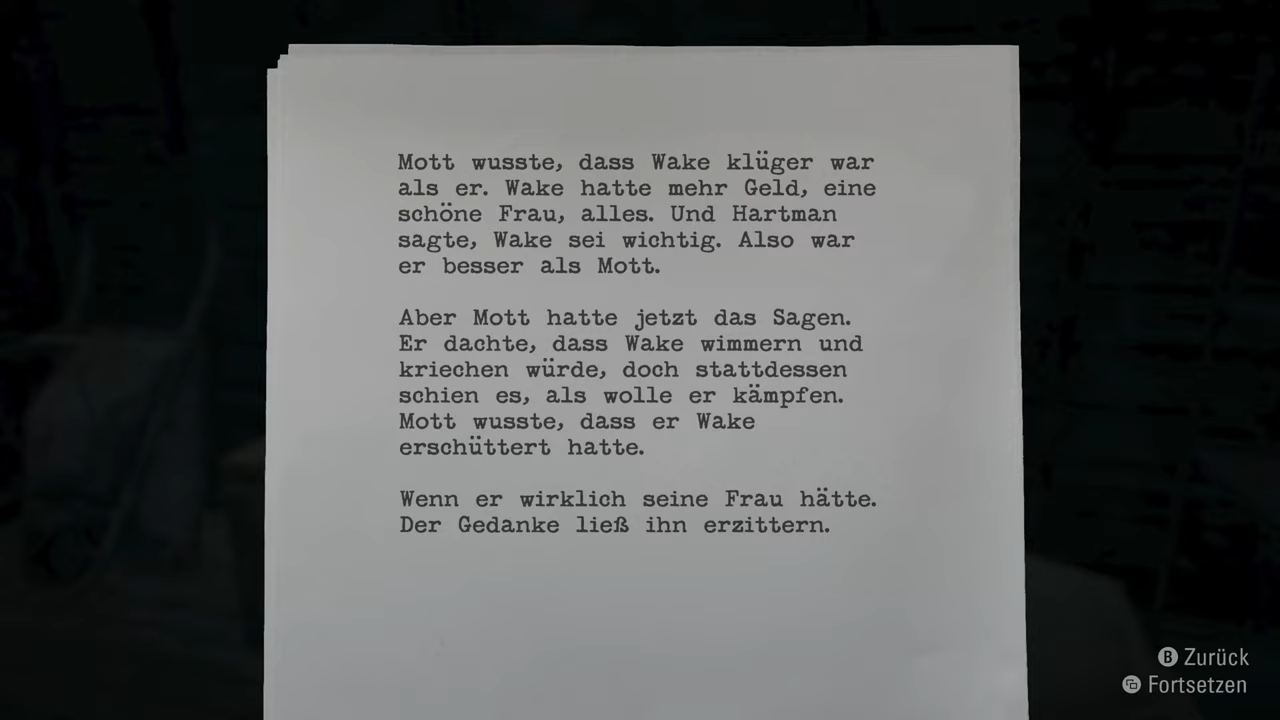 Mott wusste, dass Wake klüger war
als er. Wake hatte mehr Geld, eine
schöne Frau, alles. Und Hartman
sagte, Wake sei wichtig. Also war
er besser als Mott.
Aber Mott hatte jetzt das Sagen.
Er dachte, dass Wake wimmern und
kriechen würde, doch stattdessen
schien es, als wolle er kämpfen.
Mott wusste, dass er Wake
erschüttert hatte.
Wenn er wirklich seine Frau hätte.
Der Gedanke ließ ihn erzittern.
B Zurück
Fortsetzen